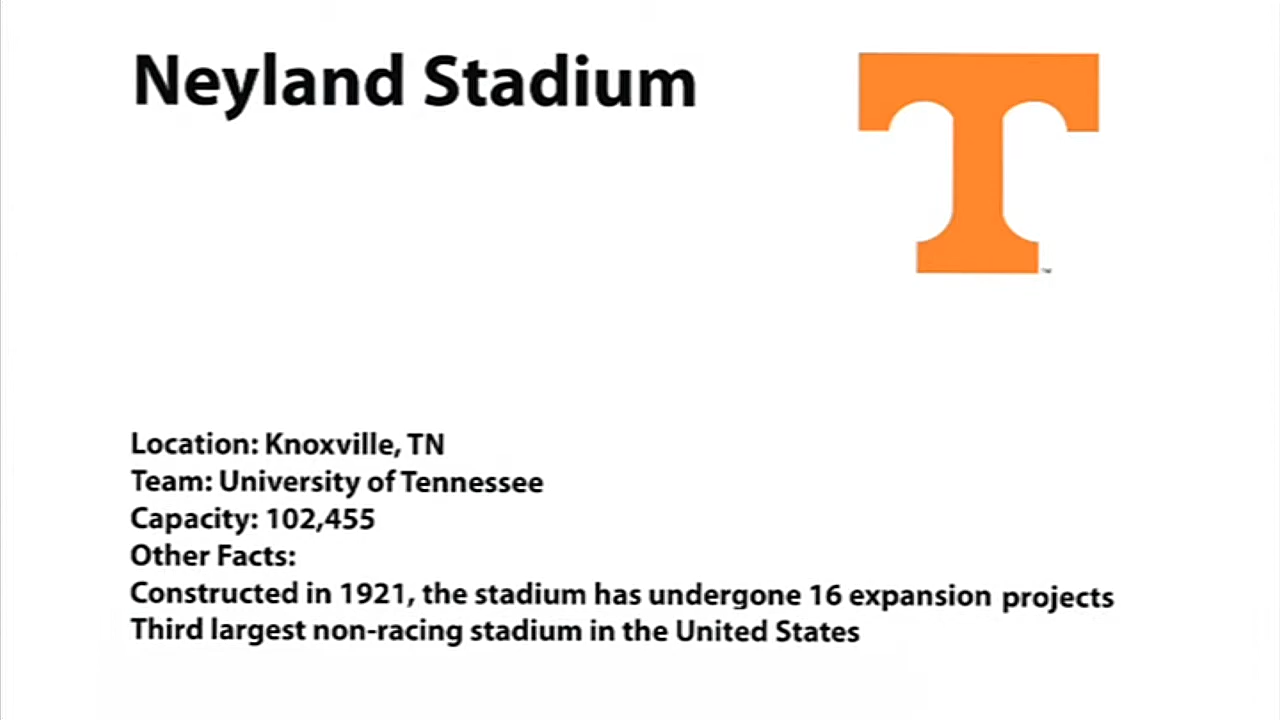 Neyland Stadium
T
™
Location: Knoxville, TN
Team: University of Tennessee
Capacity: 102,455
Other Facts:
Constructed in 1921, the stadium has undergone 16 expansion projects
Third largest non-racing stadium in the United States